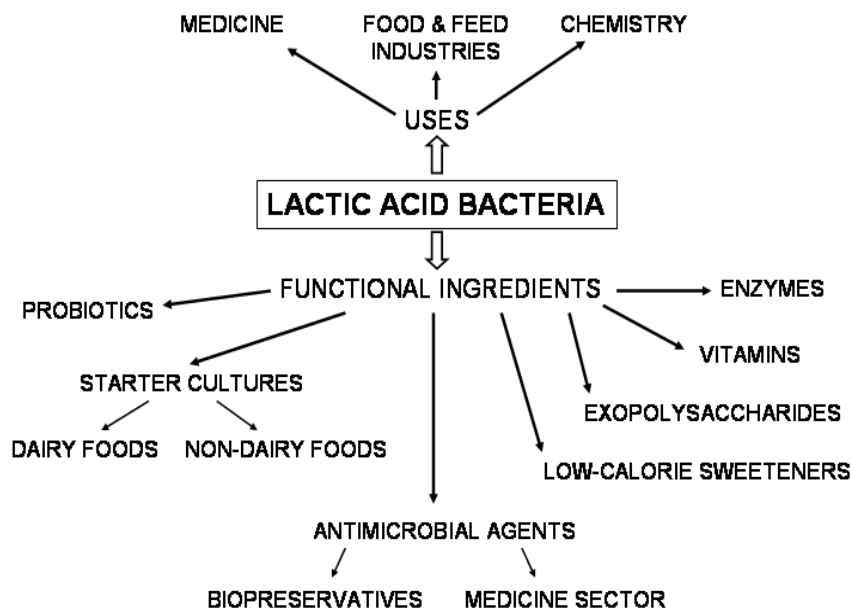 MEDICINE
FOOD & FEED
INDUSTRIES
CHEMISTRY
USES
LACTIC ACID BACTERIA
FUNCTIONAL INGREDIENTS
PROBIOTICS
ENZYMES
VITAMINS
STARTER CULTURES
EXOPOLYSACCHARIDES
DAIRY FOODS
NON-DAIRY FOODS
LOW-CALORIE SWEETENERS
ANTIMICROBIAL AGENTS
BIOPRESERVATIVES
MEDICINE SECTOR